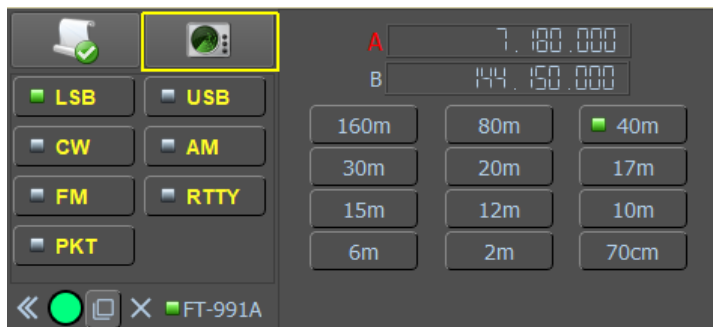 A 7.180.000
B 144.150.000
LSB USB
CW AM
FM RTTY
PKT
160m 80m 40m
30m 20m 17m
15m 12m 10m
6m 2m 70cm
FT-991A